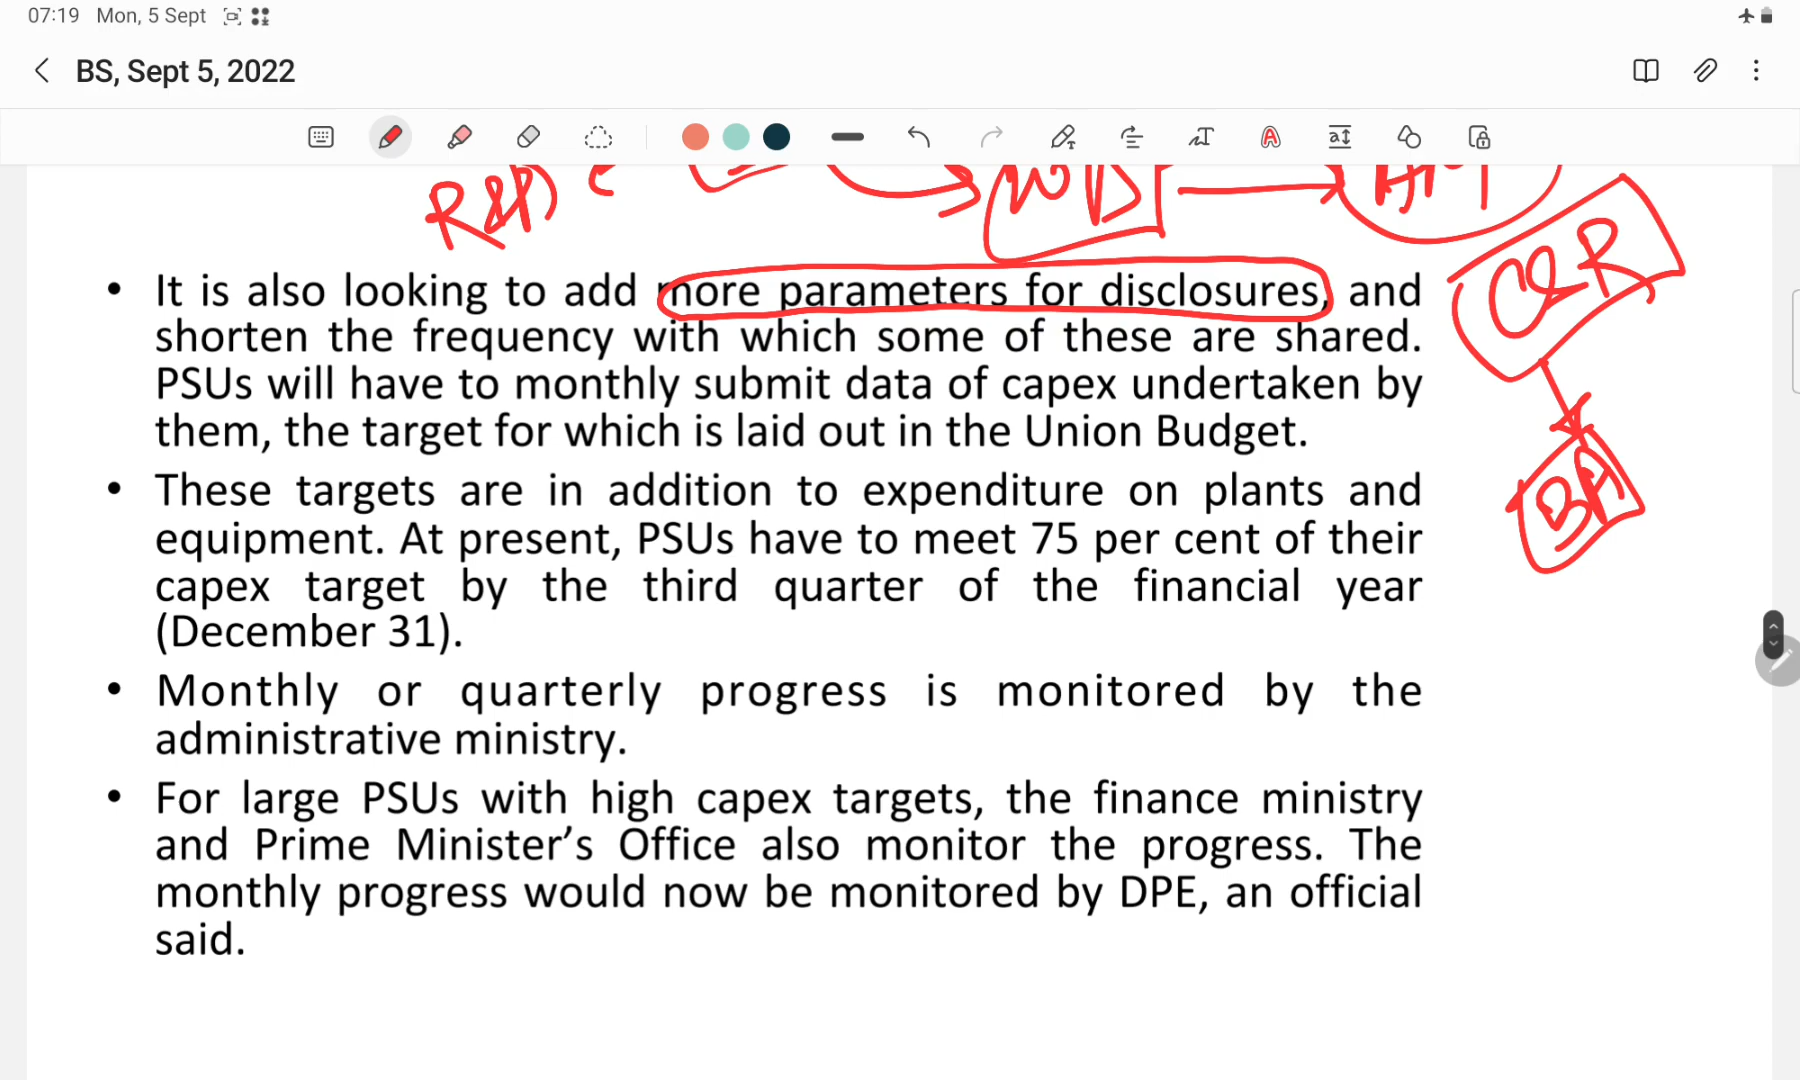 07:19 Mon, 5 Sept
BS, Sept 5, 2022
R&D
CSR
• It is also looking to add more parameters for disclosures, and
shorten the frequency with which some of these are shared.
PSUs will have to monthly submit data of capex undertaken by
them, the target for which is laid out in the Union Budget.
BA
• These targets are in addition to expenditure on plants and
equipment. At present, PSUs have to meet 75 per cent of their
capex target by the third quarter of the financial year
(December 31).
• Monthly or quarterly progress is monitored by the
administrative ministry.
• For large PSUs with high capex targets, the finance ministry
and Prime Minister’s Office also monitor the progress. The
monthly progress would now be monitored by DPE, an official
said.